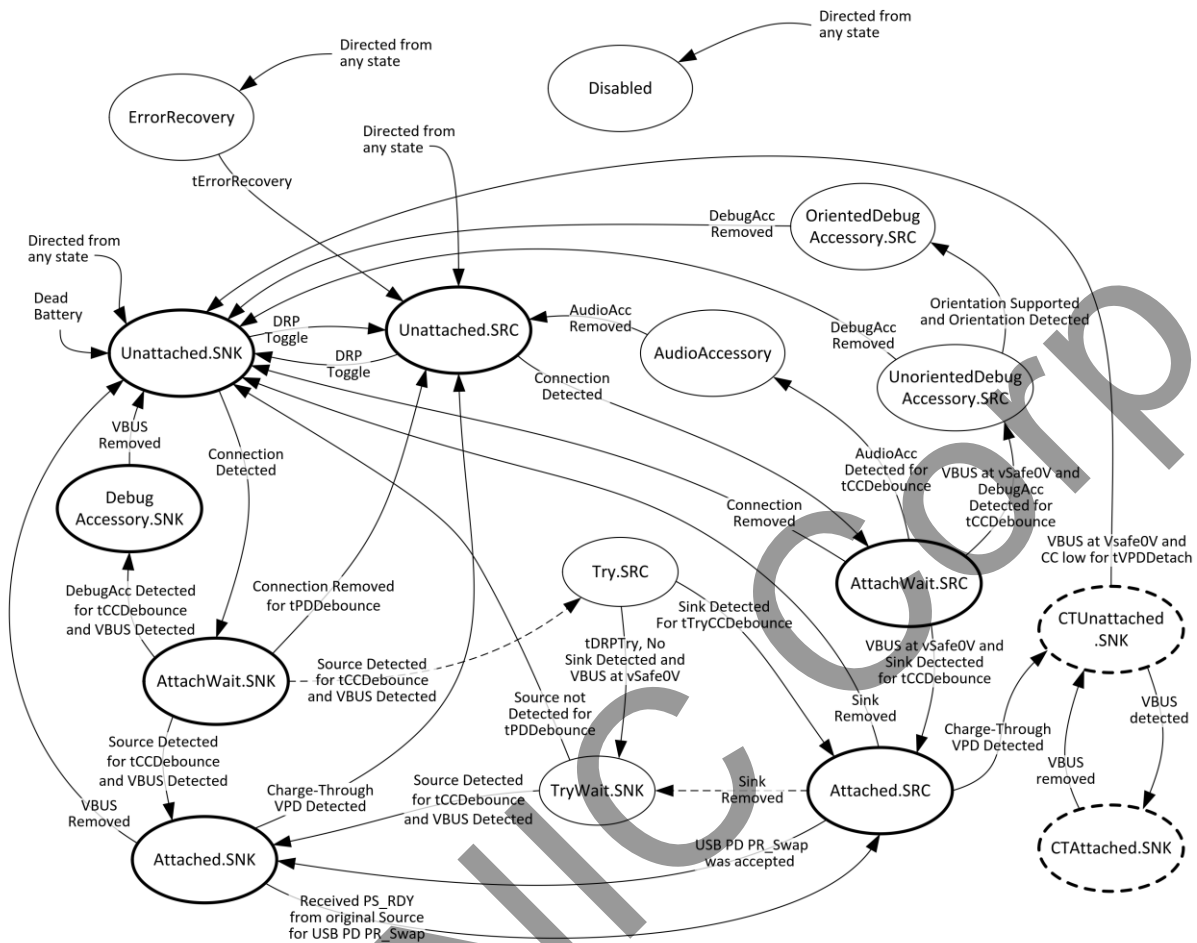 Directed from
any state
Directed from
any state
ErrorRecovery
Disabled
Directed from
any state
tErrorRecovery
OrientedDebug
Accessory.SRC
DebugAcc
Removed
Directed from
any state
Dead
Battery
Unattached.SNK
DRP
Toggle
DRP
Toggle
Unattached.SRC
AudioAcc
Removed
AudioAccessory
DebugAcc
Removed
Orientation Supported
and Orientation Detected
UnorientedDebug
Accessory.SRC
Connection
Detected
VBUS
Removed
Connection
Detected
Debug
Accessory.SNK
AudioAcc
Detected for
tCCDebounce
VBUS at vSafe0V and
DebugAcc
Detected for
tCCDebounce
Connection
Removed
VBUS at Vsafe0V and
CC low for tVPDDetach
DebugAcc Detected
for tCCDebounce
and VBUS Detected
Connection Removed
for tPDDebounce
Try.SRC
AttachWait.SRC
Sink Detected
For tTryCCDebounce
CTUnattached
.SNK
AttachWait.SNK
Source Detected
for tCCDebouce
and VBUS Detected
tDRPTry, No
Sink Detected and
VBUS at vSafe0V
VBUS at vSafe0V and
Sink Dectected
for tCCDebounce
Source not
Detected for
tPDDebounce
Sink
Removed
VBUS
detected
Source Detected
for tCCDebounce
and VBUS Detected
Charge-Through
VPD Detected
VBUS
removed
Source Detected
for tCCDebounce
and VBUS Detected
TryWait.SNK
Sink
Removed
Attached.SRC
VBUS
Removed
Charge-Through
VPD Detected
Attached.SNK
USB PD PR_Swap
was accepted
CTAttached.SNK
Received PS_RDY
from original Source
for USB PD PR_Swap
Corp